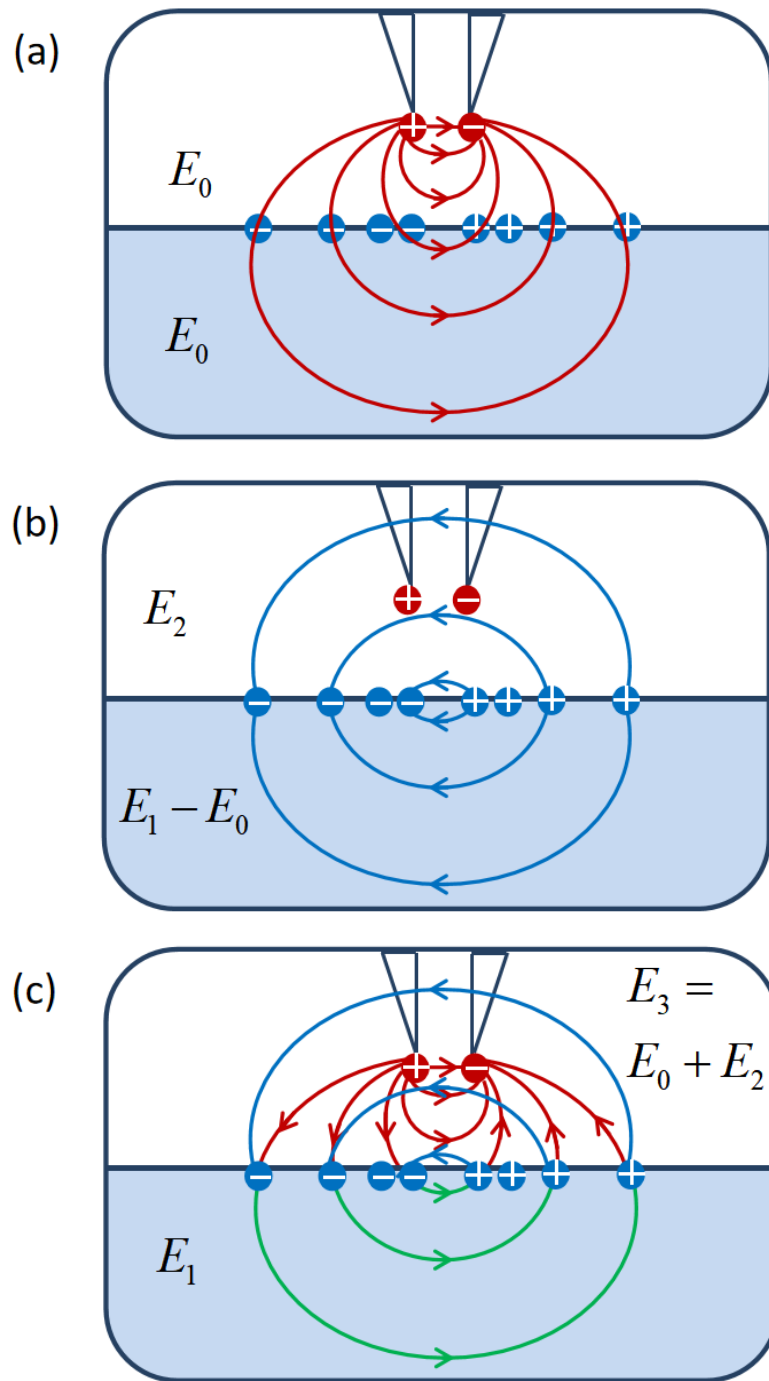 (a)
E₀
E₀
(b)
E₂
E₁ − E₀
(c)
E₃ =
E₀ + E₂
E₁